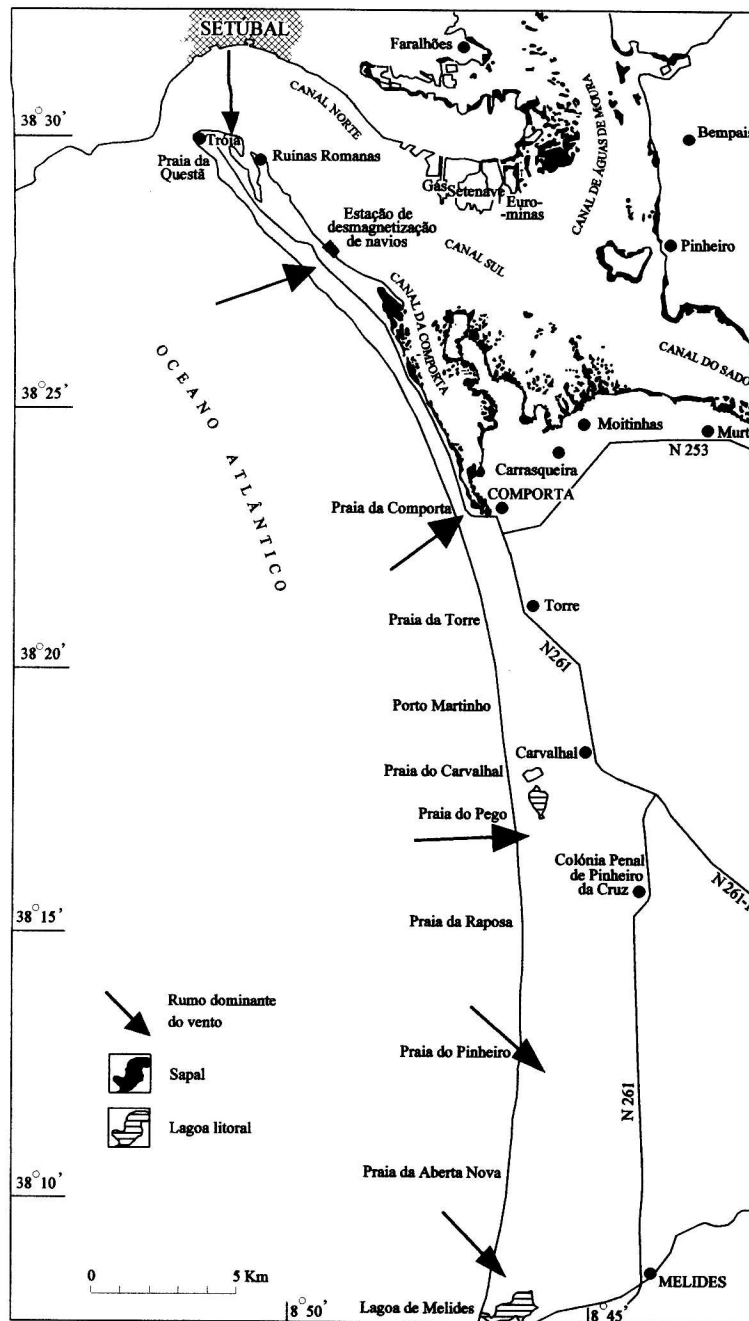 SETÚBAL
Faralhões
CANAL NORTE
CANAL DE ÁGUAS DE MOURA
38° 30’
Tróia
Bempais
Praia da
Questã
Ruínas Romanas
Gás
Setenave
Euro-
-minas
Estação de
desmagnetização
de navios
CANAL SUL
Pinheiro
CANAL DA COMPORTA
CANAL DO SADO
OCEANO ATLÂNTICO
38° 25’
Moitinhas
Murt
N 253
Carrasqueira
COMPORTA
Praia da Comporta
Torre
Praia da Torre
N261
38° 20’
Porto Martinho
Carvalhal
Praia do Carvalhal
Praia do Pego
Colónia Penal
de Pinheiro
da Cruz
N 261-1
38° 15’
Praia da Raposa
Rumo dominante
do vento
Praia do Pinheiro
Sapal
N 261
Lagoa litoral
Praia da Aberta Nova
38° 10’
0 5 Km
MELIDES
Lagoa de Melides
8° 50’
8° 45’